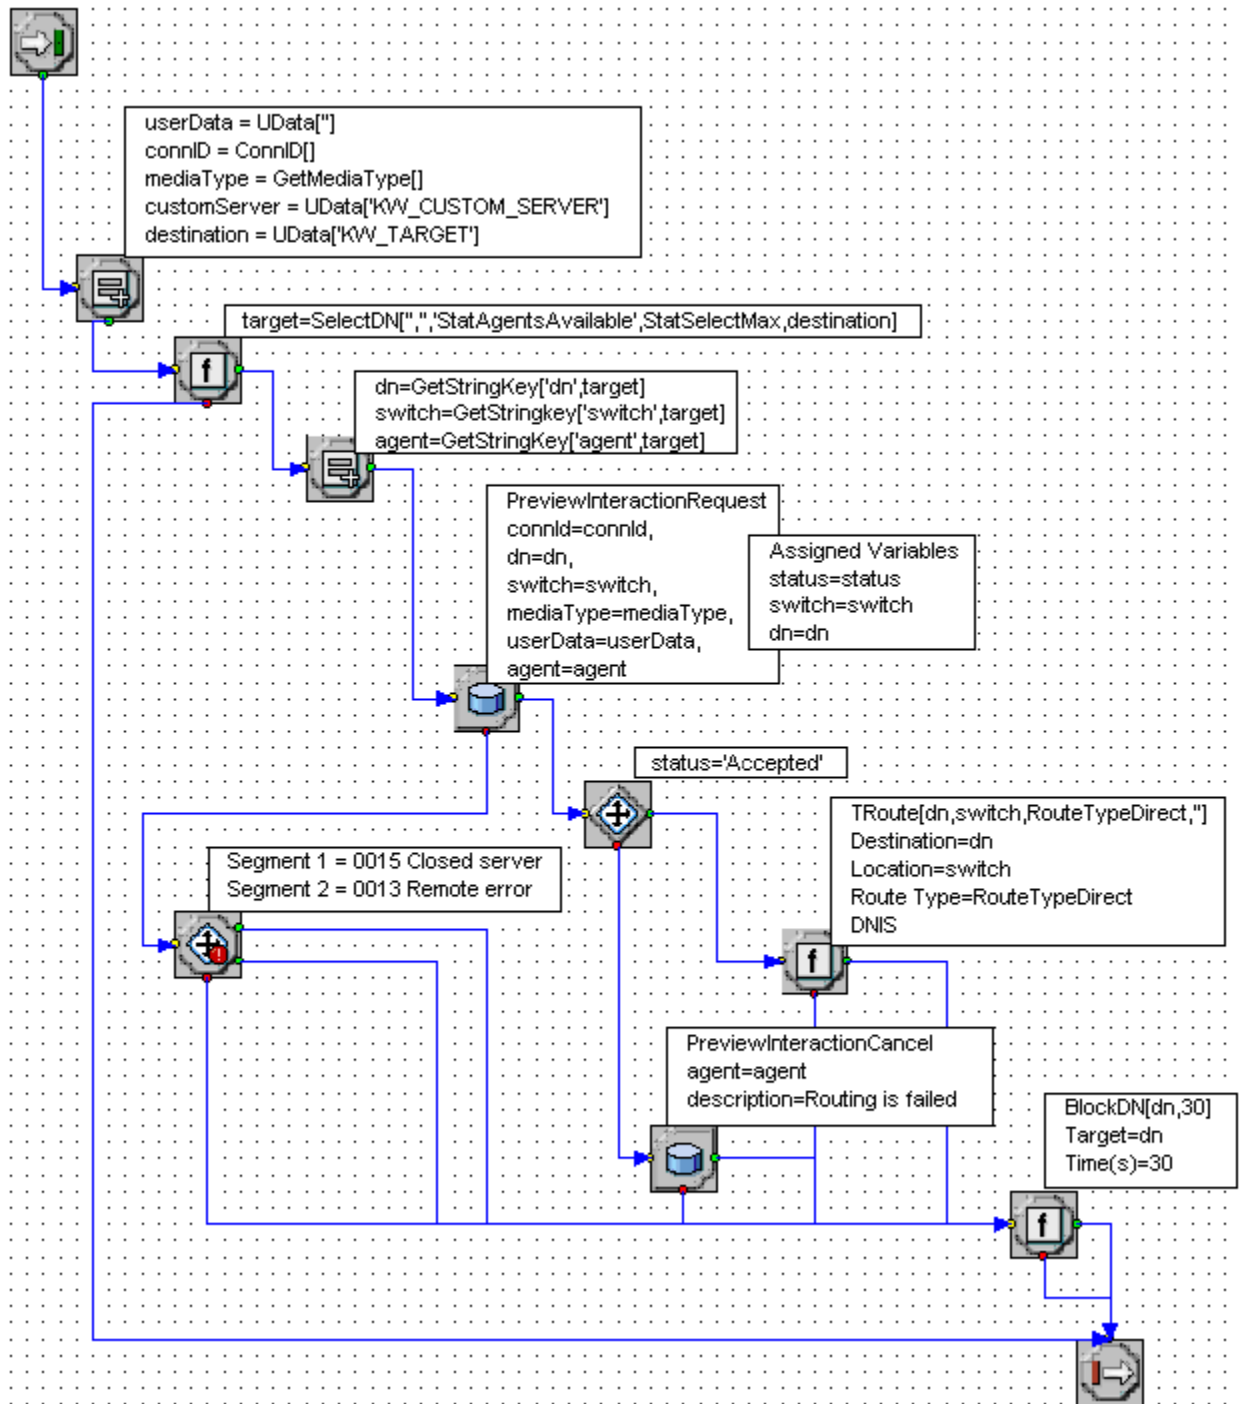 userData = UData['']
connID = ConnID[]
mediaType = GetMediaType[]
customServer = UData['KW_CUSTOM_SERVER']
destination = UData['KW_TARGET']
target=SelectDN['','','StatAgentsAvailable',StatSelectMax,destination]
f
dn=GetStringKey['dn',target]
switch=GetStringkey['switch',target]
agent=GetStringKey['agent',target]
PreviewInteractionRequest
connId=connId,
dn=dn,
switch=switch,
mediaType=mediaType,
userData=userData,
agent=agent
Assigned Variables
status=status
switch=switch
dn=dn
status='Accepted'
TRoute[dn,switch,RouteTypeDirect,'']
Destination=dn
Location=switch
Route Type=RouteTypeDirect
DNIS
Segment 1 = 0015 Closed server
Segment 2 = 0013 Remote error
f
PreviewInteractionCancel
agent=agent
description=Routing is failed
BlockDN[dn,30]
Target=dn
Time(s)=30
f